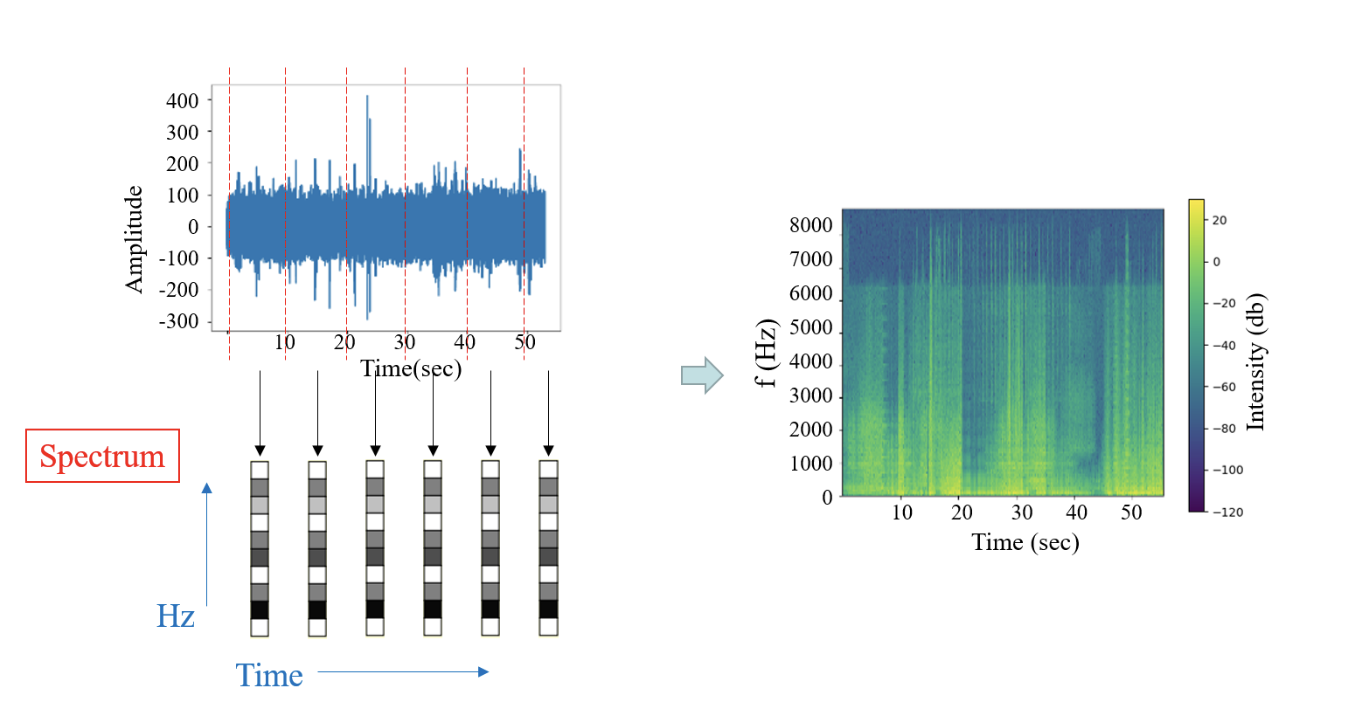 400
300
200
100
0
-100
-200
-300
Amplitude
10 20 30 40 50
Time(sec)
Spectrum
Hz
Time
8000
7000
6000
5000
4000
3000
2000
1000
0
f (Hz)
10 20 30 40 50
Time (sec)
20
0
−20
−40
−60
−80
−100
−120
Intensity (db)